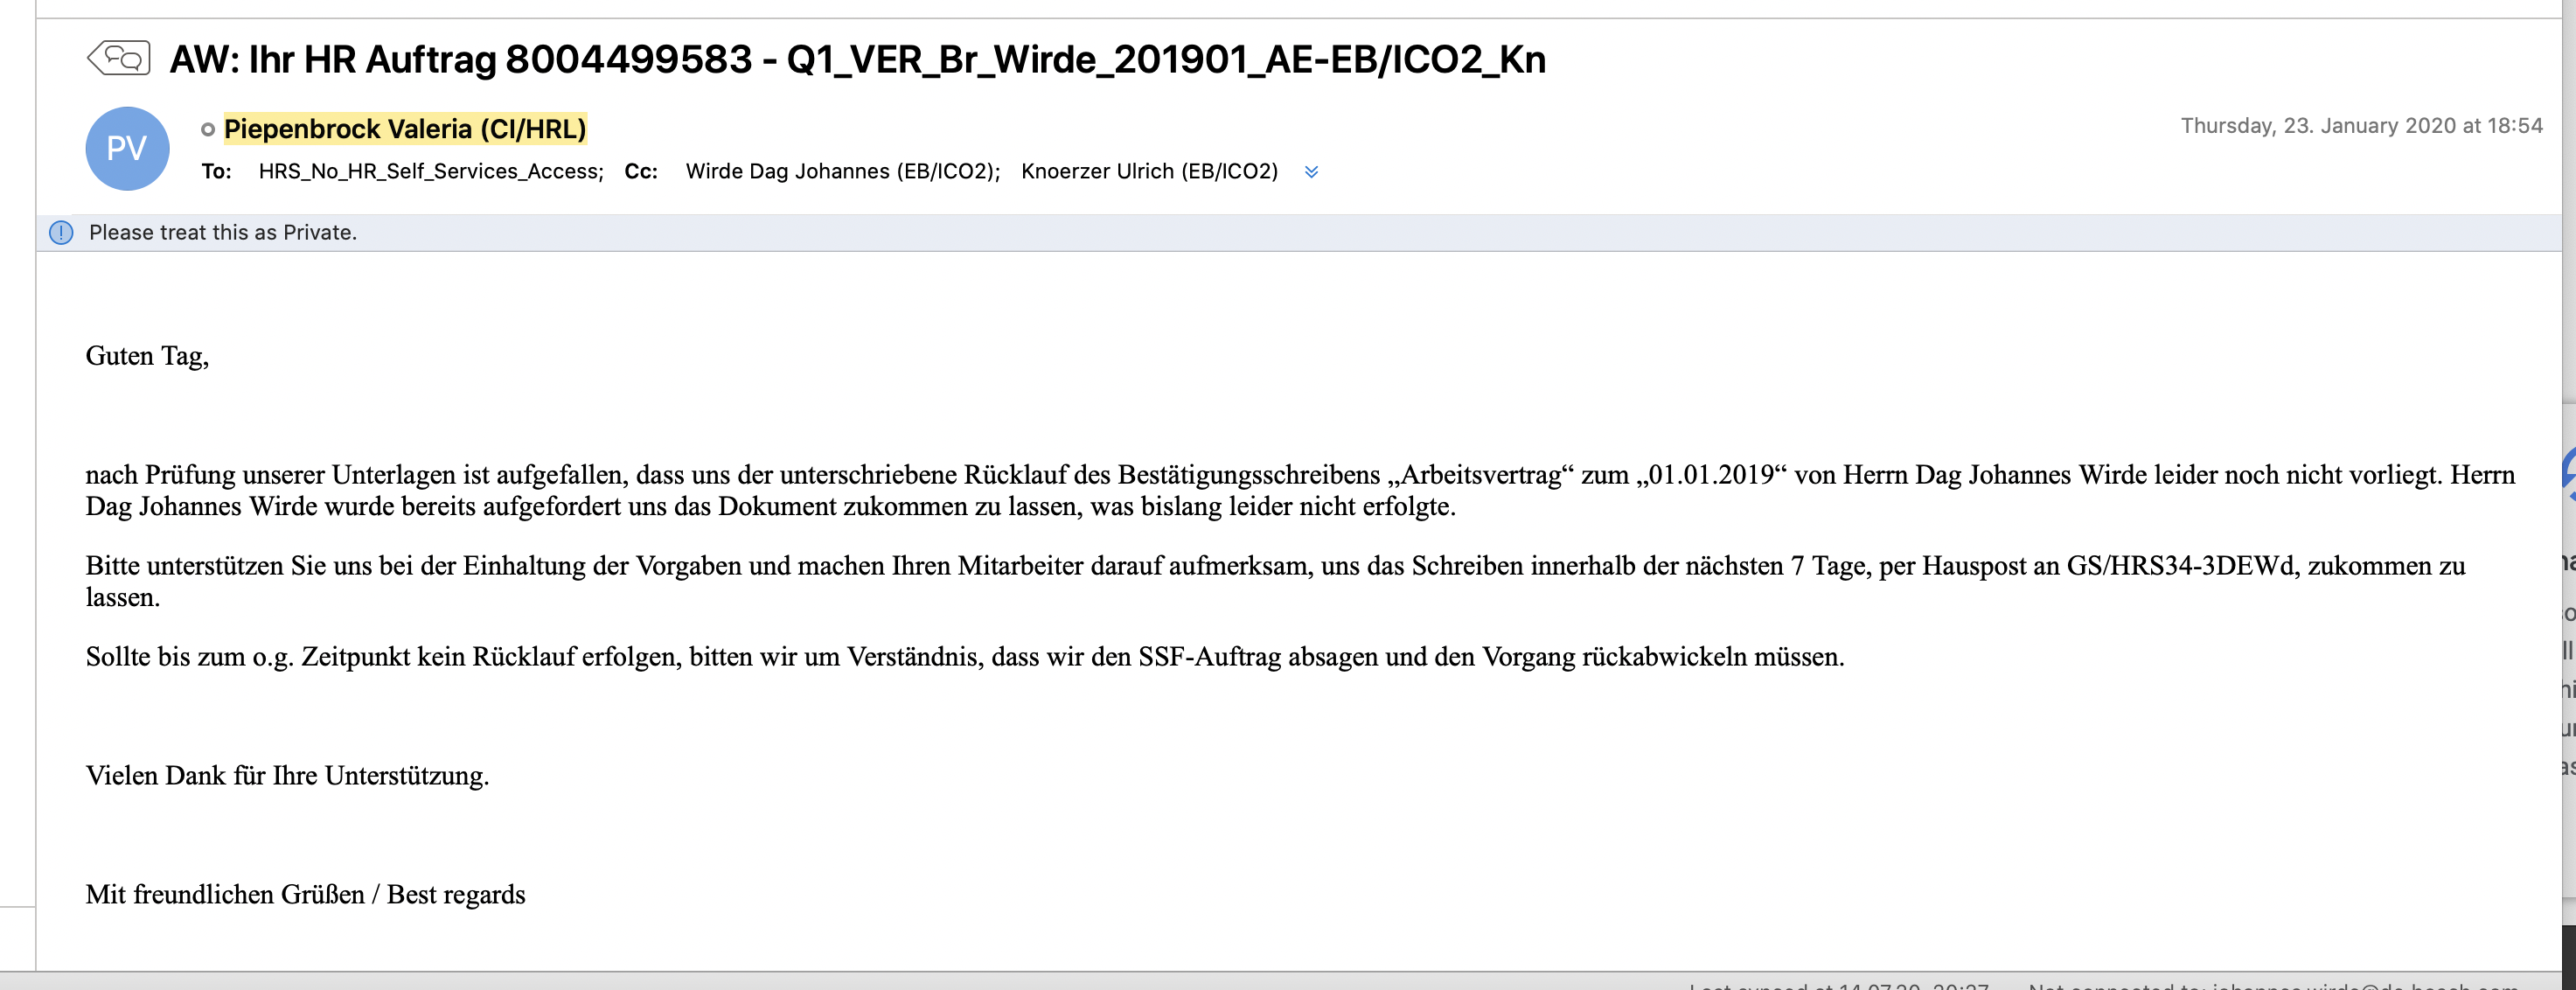 AW: Ihr HR Auftrag 8004499583 - Q1_VER_Br_Wirde_201901_AE-EB/ICO2_Kn
PV
Piepenbrock Valeria (CI/HRL)
Thursday, 23. January 2020 at 18:54
To: HRS_No_HR_Self_Services_Access; Cc: Wirde Dag Johannes (EB/ICO2); Knoerzer Ulrich (EB/ICO2)
Please treat this as Private.
Guten Tag,
nach Prüfung unserer Unterlagen ist aufgefallen, dass uns der unterschriebene Rücklauf des Bestätigungsschreibens „Arbeitsvertrag“ zum „01.01.2019“ von Herrn Dag Johannes Wirde leider noch nicht vorliegt. Herrn
Dag Johannes Wirde wurde bereits aufgefordert uns das Dokument zukommen zu lassen, was bislang leider nicht erfolgte.
Bitte unterstützen Sie uns bei der Einhaltung der Vorgaben und machen Ihren Mitarbeiter darauf aufmerksam, uns das Schreiben innerhalb der nächsten 7 Tage, per Hauspost an GS/HRS34-3DEWd, zukommen zu
lassen.
Sollte bis zum o.g. Zeitpunkt kein Rücklauf erfolgen, bitten wir um Verständnis, dass wir den SSF-Auftrag absagen und den Vorgang rückabwickeln müssen.
Vielen Dank für Ihre Unterstützung.
Mit freundlichen Grüßen / Best regards